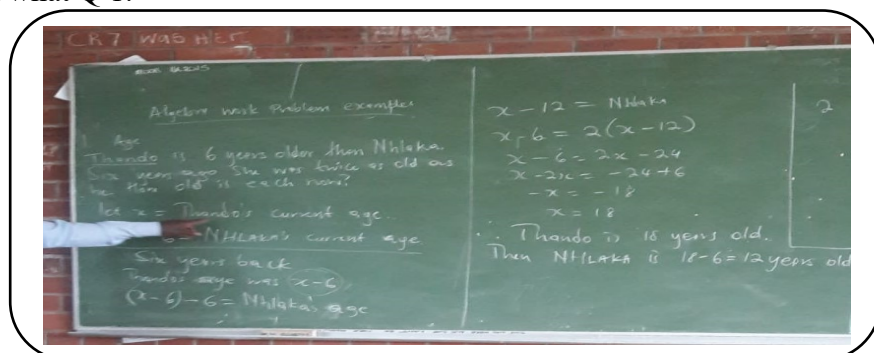 CR7 WAS HER
Algebra work Problem examples
1. Age
Thando is 6 years older than Nhlaka.
Six years ago she was twice as old as
he. How old is each now?
let x = Thando's current age
6 = NHLAKA's current age
Six years back
Thando's age was x-6
(x-6)-6 = Nhlaka's age
x-12 = Nhlaka
x-6 = 2(x-12)
x-6 = 2x-24
x-2x = -24+6
-x = -18
x = 18
∴ Thando is 18 years old.
Then NHLAKA is 18-6=12 years old
2